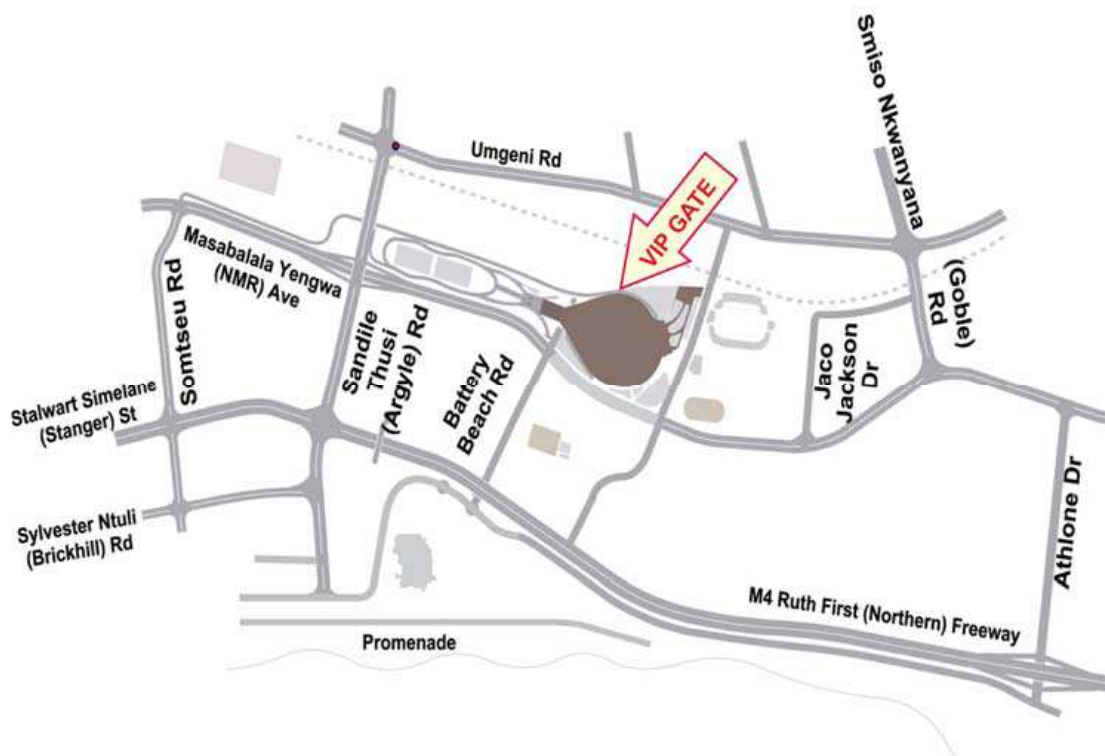 Smiso Nkwanyana
(Goble)
Rd
Umgeni Rd
VIP GATE
Masabalala Yengwa
(NMR) Ave
Somtseu Rd
Sandile
Thusi
(Argyle) Rd
Battery
Beach Rd
Jaco
Jackson
Dr
Stalwart Simelane
(Stanger) St
Sylvester Ntuli
(Brickhill) Rd
Athlone Dr
M4 Ruth First (Northern) Freeway
Promenade